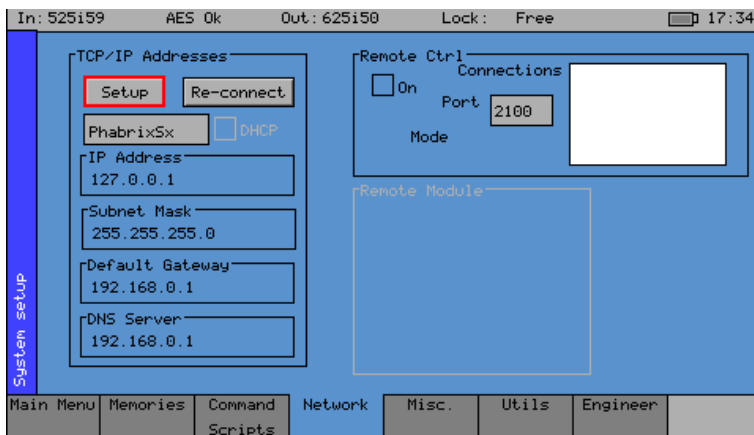 In: 525i59 AES Ok Out: 625i50 Lock: Free 17:34
TCP/IP Addresses
Setup Re-connect
PhabrixSx DHCP
IP Address
127.0.0.1
Subnet Mask
255.255.255.0
Default Gateway
192.168.0.1
DNS Server
192.168.0.1
Remote Ctrl
Connections
On
Port 2100
Mode
Remote Module
System setup
Main Menu Memories Command Scripts Network Misc. Utils Engineer